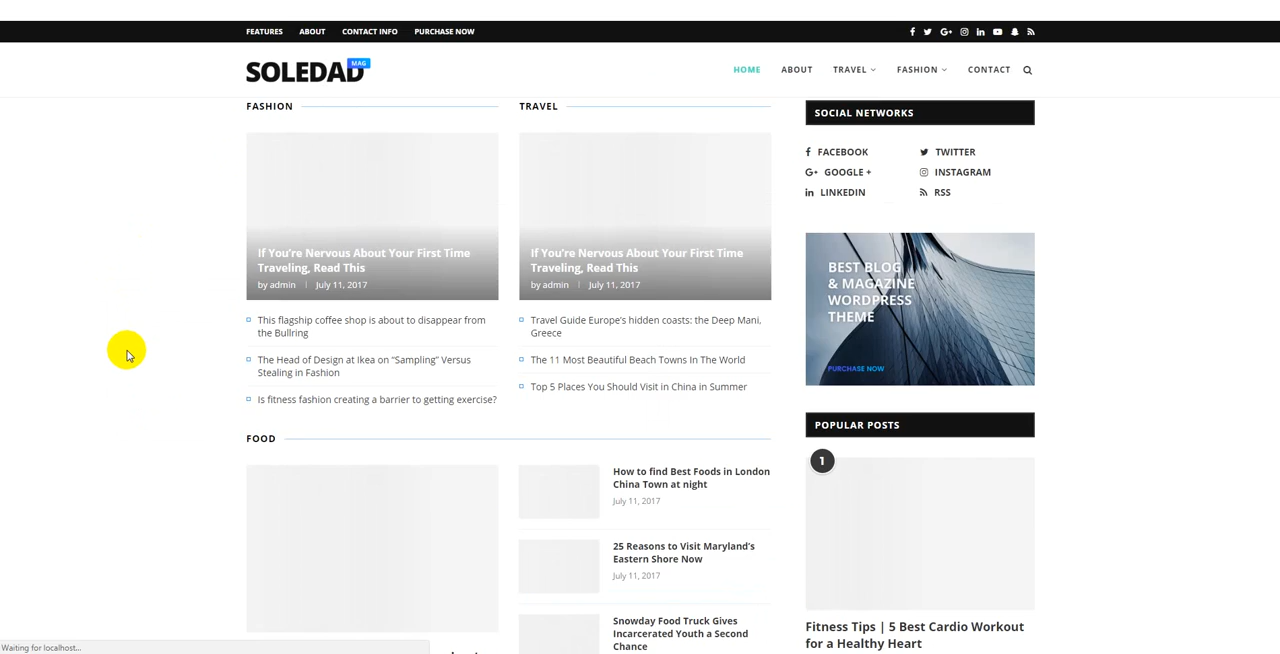 FEATURES ABOUT CONTACT INFO PURCHASE NOW
SOLEDAD MAG
HOME ABOUT TRAVEL FASHION CONTACT
FASHION
If You’re Nervous About Your First Time
Traveling, Read This
by admin July 11, 2017
This flagship coffee shop is about to disappear from
the Bullring
The Head of Design at Ikea on “Sampling” Versus
Stealing in Fashion
Is fitness fashion creating a barrier to getting exercise?
TRAVEL
If You’re Nervous About Your First Time
Traveling, Read This
by admin July 11, 2017
Travel Guide Europe’s hidden coasts: the Deep Mani,
Greece
The 11 Most Beautiful Beach Towns In The World
Top 5 Places You Should Visit in China in Summer
FOOD
How to find Best Foods in London
China Town at night
July 11, 2017
25 Reasons to Visit Maryland’s
Eastern Shore Now
July 11, 2017
Snowday Food Truck Gives
Incarcerated Youth a Second
Chance
SOCIAL NETWORKS
FACEBOOK TWITTER
GOOGLE + INSTAGRAM
LINKEDIN RSS
BEST BLOG
& MAGAZINE
WORDPRESS
THEME
PURCHASE NOW
POPULAR POSTS
1
Fitness Tips | 5 Best Cardio Workout
for a Healthy Heart
Waiting for localhost...